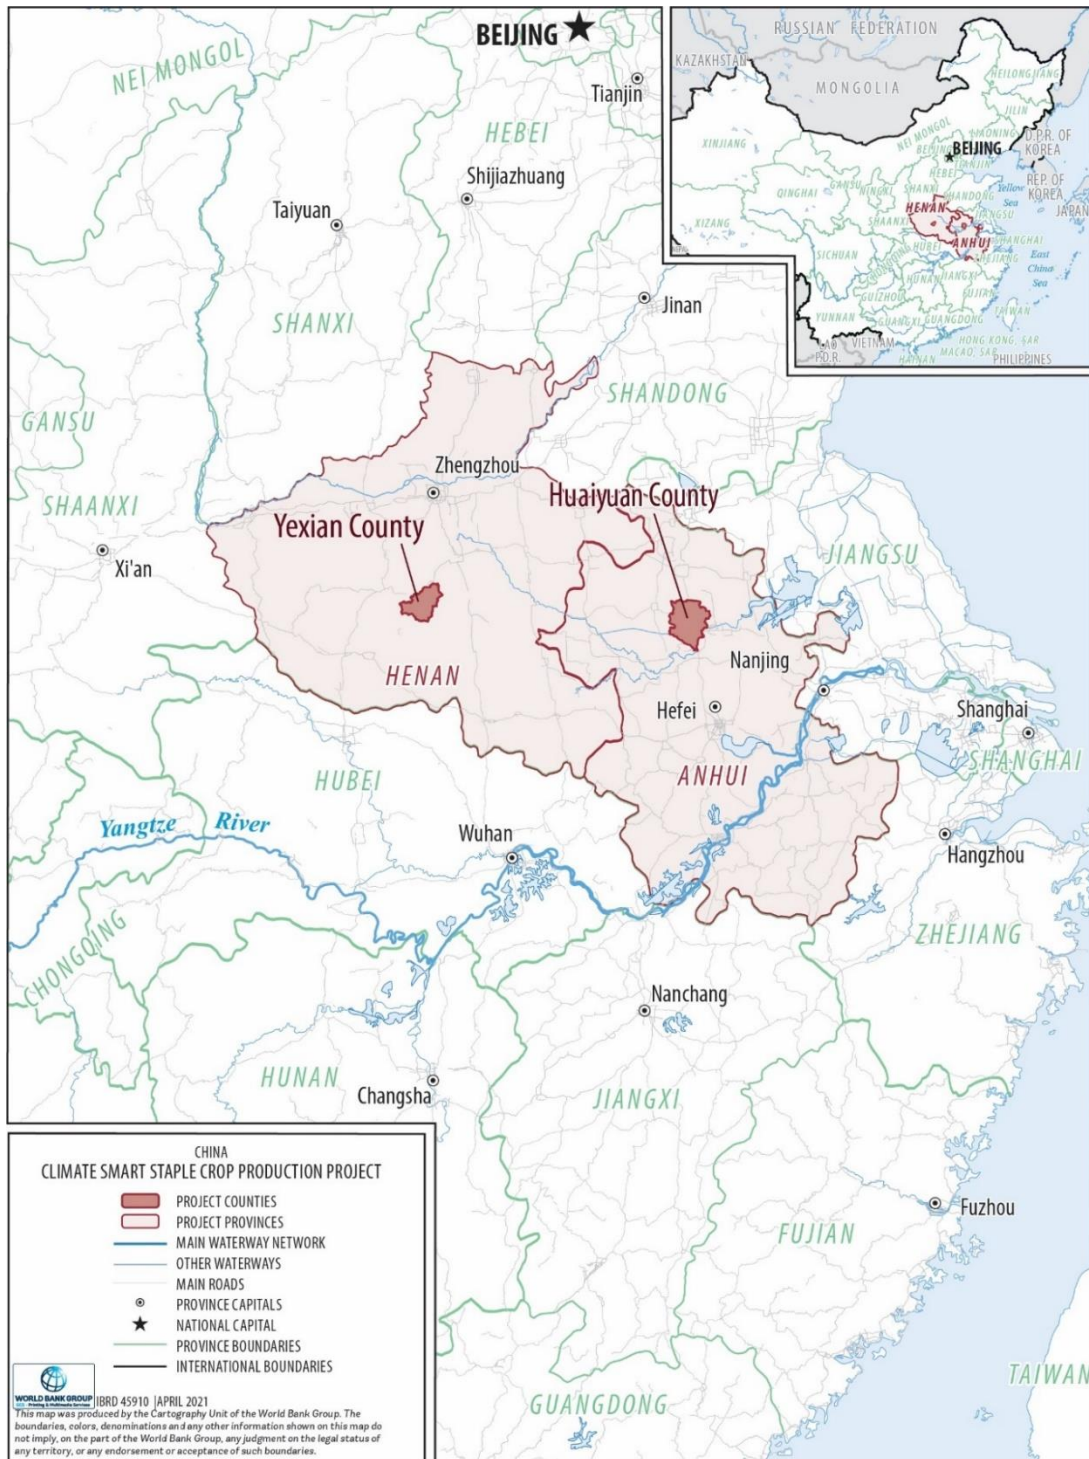 BEIJING
Tianjin
NEI MONGOL
HEBEI
Shijiazhuang
Taiyuan
Jinan
SHANXI
SHANDONG
GANSU
Zhengzhou
Huaiyuan County
SHAANXI
Yexian County
JIANGSU
Xi'an
Nanjing
HENAN
Hefei
Shanghai
ANHUI
SHANGHAI
HUBEI
Yangtze River
Wuhan
Hangzhou
CHONGQING
ZHEJIANG
Nanchang
HUNAN
Changsha
JIANGXI
Fuzhou
FUJIAN
TAIWAN
GUANGDONG
RUSSIAN FEDERATION
KAZAKHSTAN
MONGOLIA
HEILONGJIANG
JILIN
NEI MONGOL
LIAONING
D.P.R. OF
KOREA
BEIJING
BEIJING
TIANJIN
XINJIANG
HEBEI
REP. OF
KOREA
GANSU
NINGXIA
SHANXI
SHANDONG
Yellow
Sea
QINGHAI
JAPAN
HENAN
JIANGSU
XIZANG
SHAANXI
ANHUI
SHANGHAI
HUBEI
ZHEJIANG
SICHUAN
CHONGQING
East
China
Sea
HUNAN
JIANGXI
GUIZHOU
FUJIAN
YUNNAN
GUANGXI
GUANGDONG
TAIWAN
HONG KONG, SAR
MACAO, SAR
LAO
P.D.R.
VIETNAM
HAINAN
PHILIPPINES
CHINA
CLIMATE SMART STAPLE CROP PRODUCTION PROJECT
PROJECT COUNTIES
PROJECT PROVINCES
MAIN WATERWAY NETWORK
OTHER WATERWAYS
MAIN ROADS
PROVINCE CAPITALS
NATIONAL CAPITAL
PROVINCE BOUNDARIES
INTERNATIONAL BOUNDARIES
WORLD BANK GROUP
Printing & Multimedia Services
IBRD 45910 | APRIL 2021
This map was produced by the Cartography Unit of the World Bank Group. The
boundaries, colors, denominations and any other information shown on this map do
not imply, on the part of the World Bank Group, any judgment on the legal status of
any territory, or any endorsement or acceptance of such boundaries.